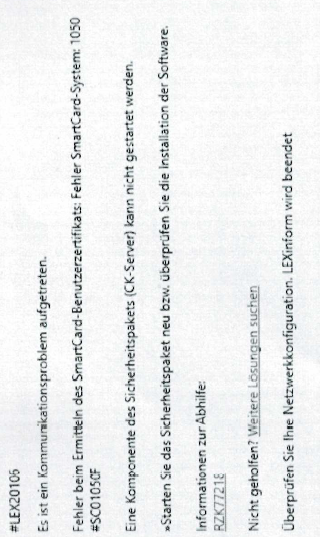 #LEX20106
Es ist ein Kommunikationsproblem aufgetreten.
Fehler beim Ermitteln des SmartCard-Benutzerzertifikats: Fehler SmartCard-System: 1050
#SC01050CF
Eine Komponente des Sicherheitspakets (CK-Server) kann nicht gestartet werden.
»Starten Sie das Sicherheitspaket neu bzw. überprüfen Sie die Installation der Software.
Informationen zur Abhilfe:
RZK77218
Nicht geholfen? Weitere Lösungen suchen
Überprüfen Sie Ihre Netzwerkkonfiguration. LEXinform wird beendet